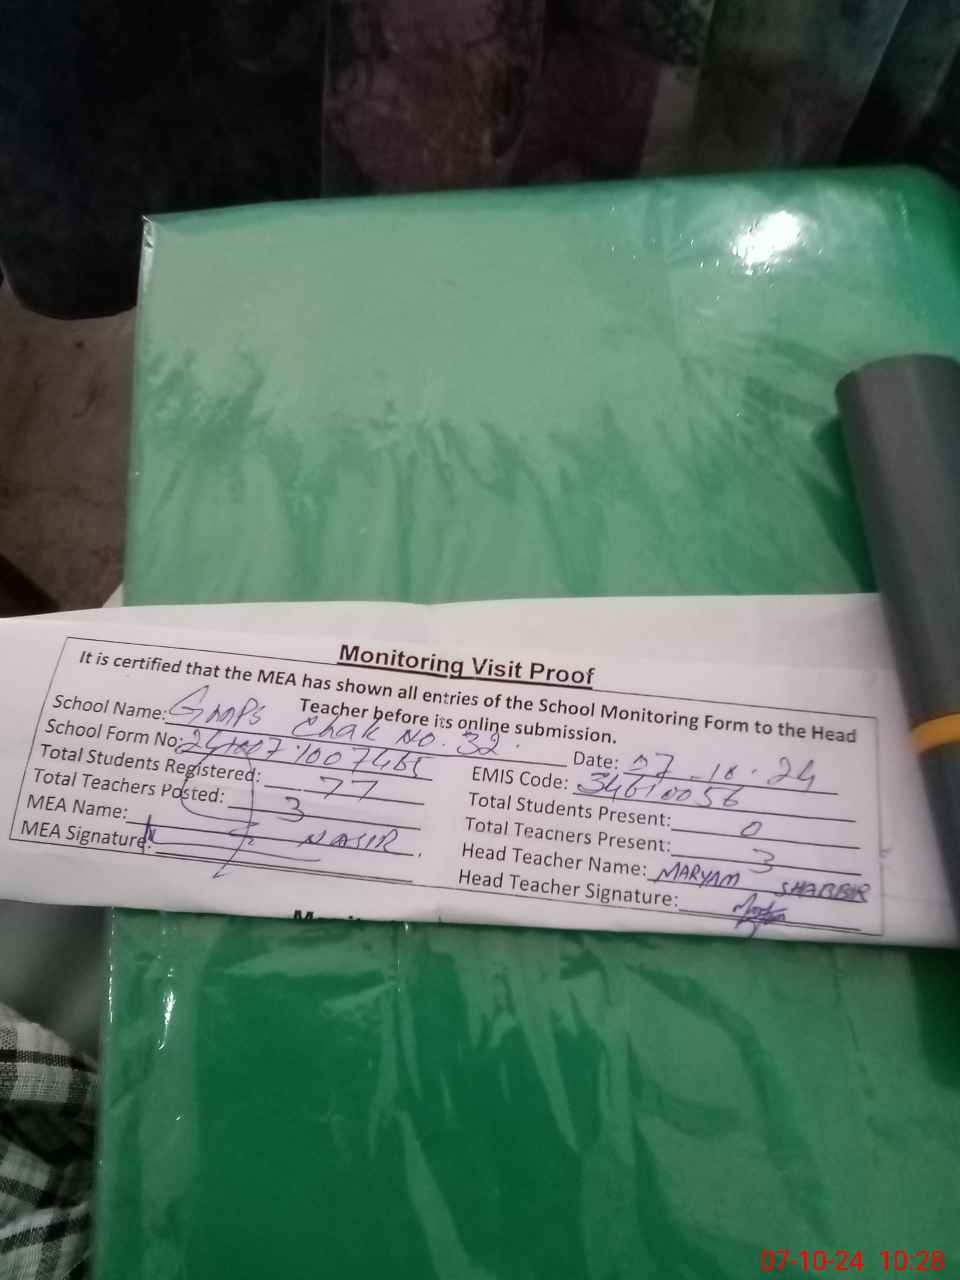 Monitoring Visit Proof
It is certified that the MEA has shown all entries of the School Monitoring Form to the Head
Teacher before its online submission.
School Name: GMPS Chak No. 32. Date: 07-10-24
School Form No: EMIS Code: 34610056
Total Students Registered: 77 Total Students Present: 0
Total Teachers Posted: 3 Total Teachers Present: 3
MEA Name: NASIR. Head Teacher Name: MARYAM SHABBIR
MEA Signature: Head Teacher Signature:
07-10-24 10:28